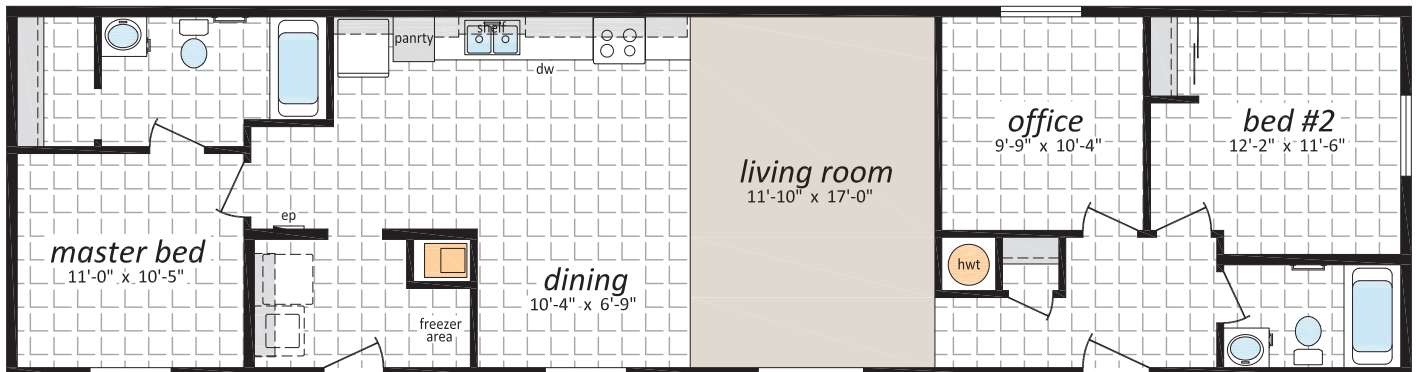 shelf
panrty
dw
office
9'-9" x 10'-4"
bed #2
12'-2" x 11'-6"
living room
11'-10" x 17'-0"
ep
master bed
11'-0" x 10'-5"
dining
10'-4" x 6'-9"
hwt
freezer
area